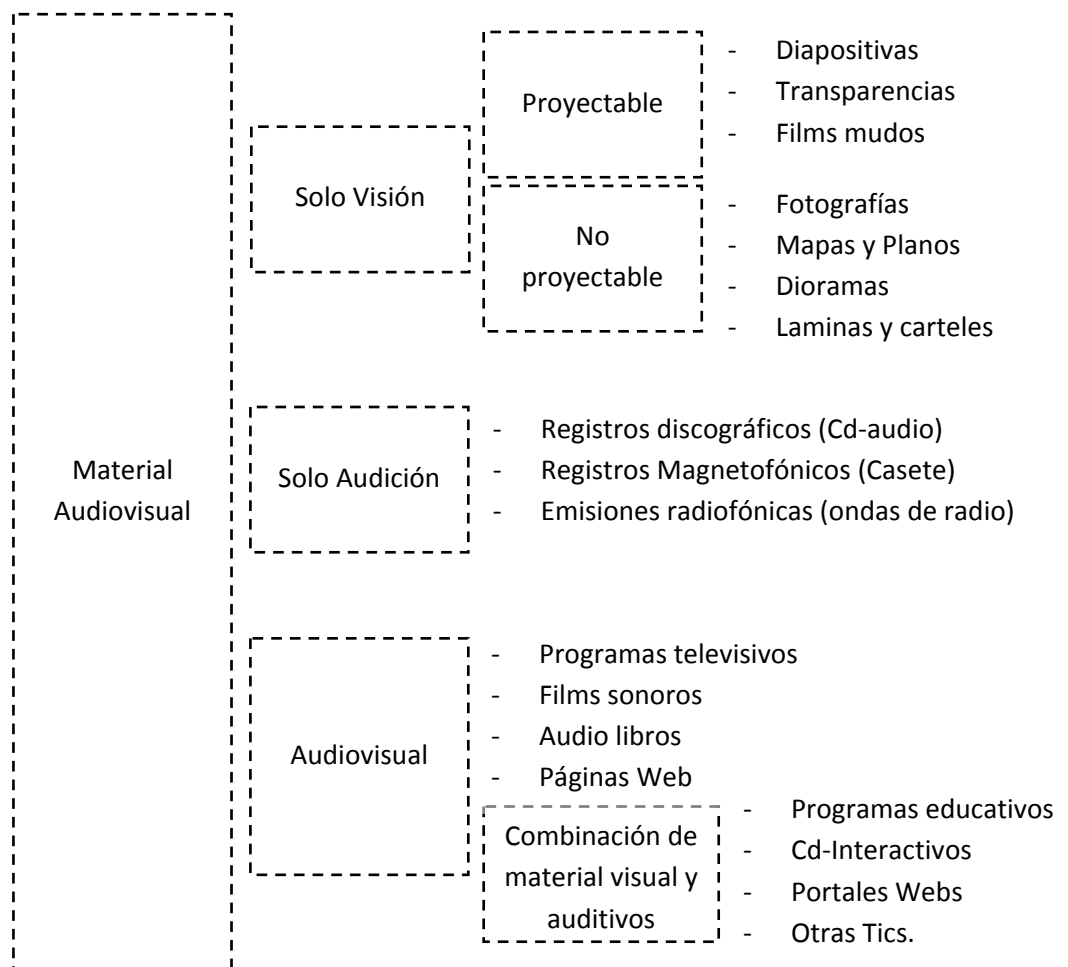 Material
Audiovisual
Solo Visión
Proyectable
- Diapositivas
- Transparencias
- Films mudos
No
proyectable
- Fotografías
- Mapas y Planos
- Dioramas
- Laminas y carteles
Solo Audición
- Registros discográficos (Cd-audio)
- Registros Magnetofónicos (Casete)
- Emisiones radiofónicas (ondas de radio)
Audiovisual
- Programas televisivos
- Films sonoros
- Audio libros
- Páginas Web
Combinación de
material visual y
auditivos
- Programas educativos
- Cd-Interactivos
- Portales Webs
- Otras Tics.